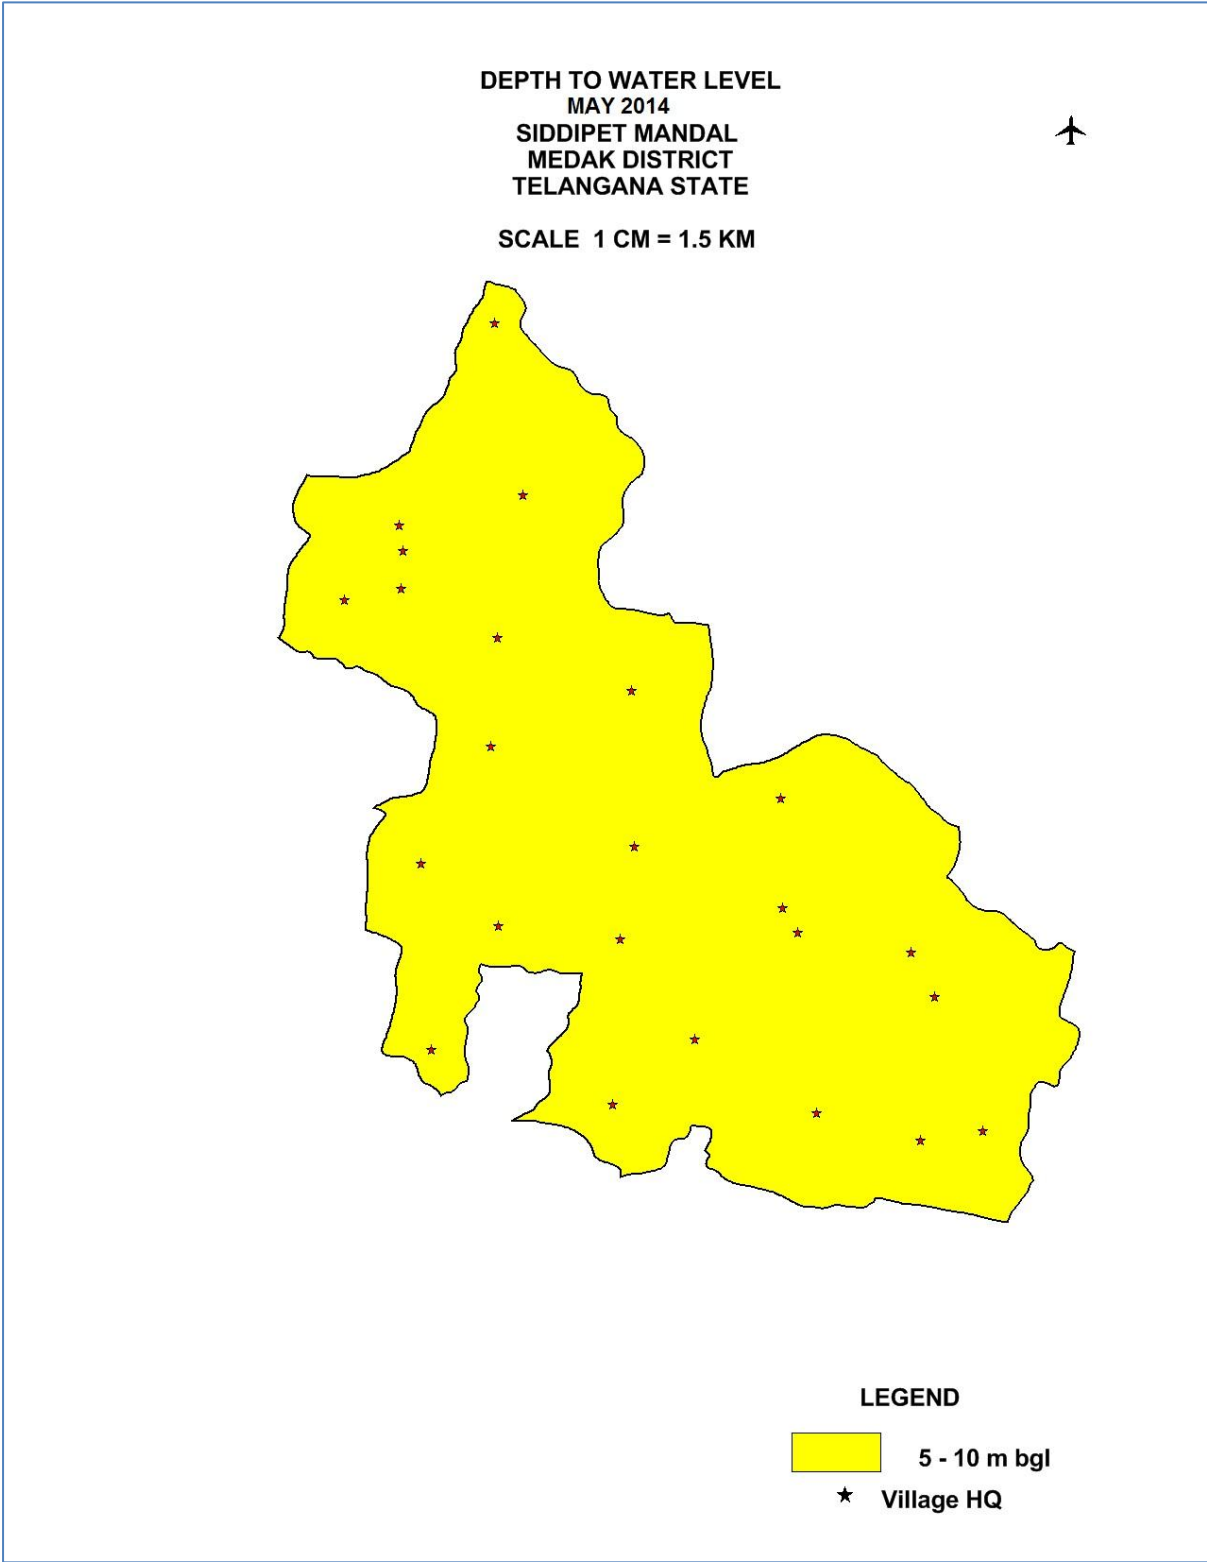 DEPTH TO WATER LEVEL
MAY 2014
SIDDIPET MANDAL
MEDAK DISTRICT
TELANGANA STATE
SCALE 1 CM = 1.5 KM
LEGEND
5 - 10 m bgl
Village HQ